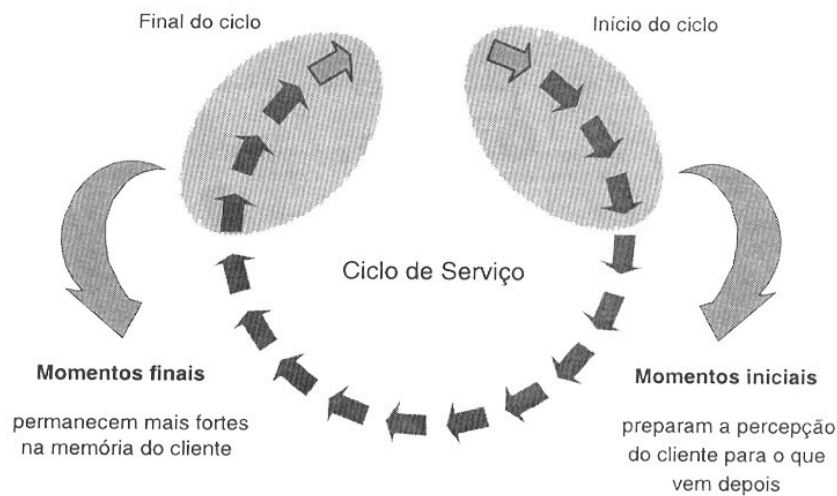 Final do ciclo
Início do ciclo
Ciclo de Serviço
Momentos finais
permanecem mais fortes
na memória do cliente
Momentos iniciais
preparam a percepção
do cliente para o que
vem depois